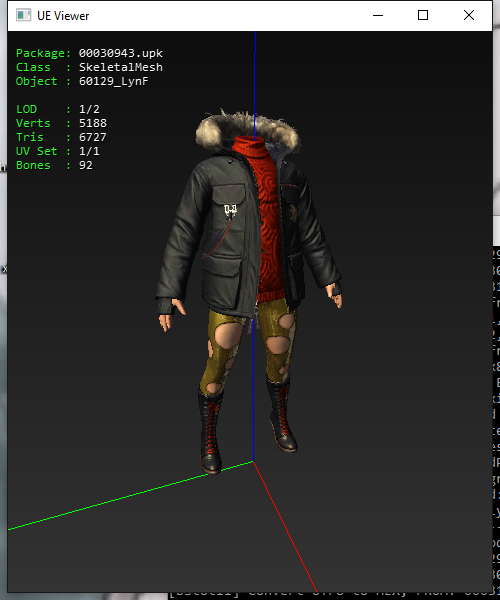 UE Viewer
Package: 00030943.upk
Class : SkeletalMesh
Object : 60129_LynF
LOD : 1/2
Verts : 5188
Tris : 6727
UV Set : 1/1
Bones : 92